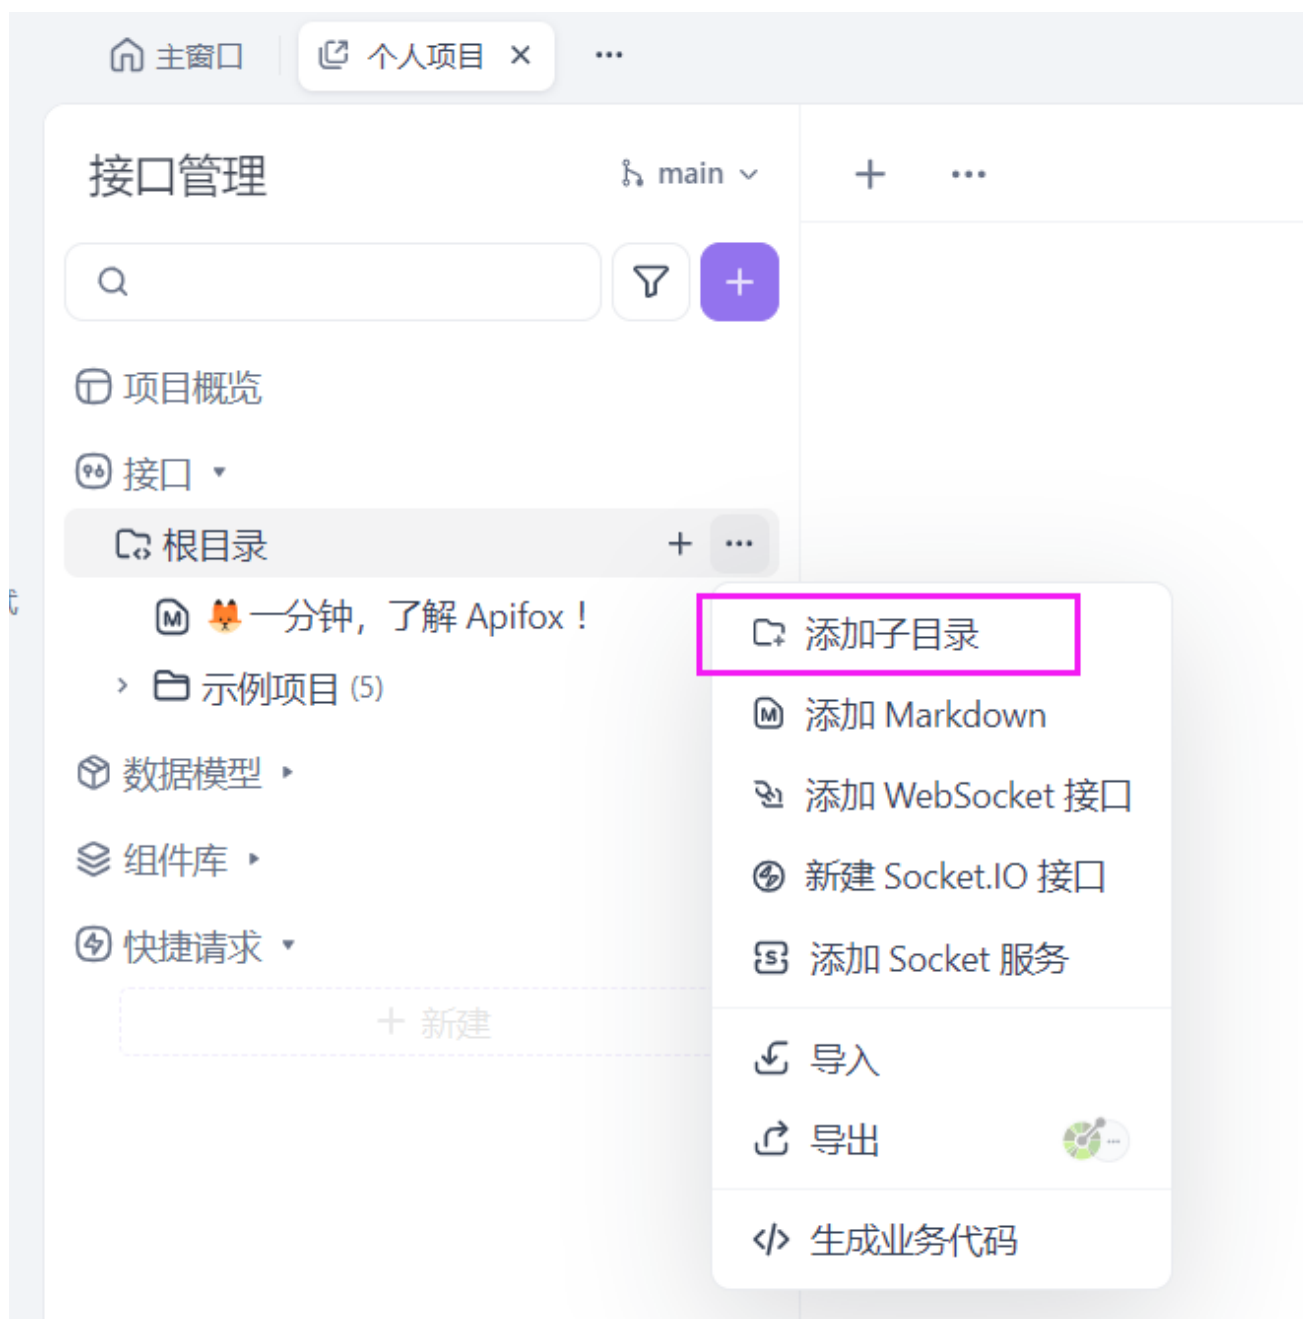 主窗口
个人项目
接口管理
main
项目概览
接口
根目录
一分钟，了解 Apifox！
示例项目 (5)
数据模型
组件库
快捷请求
新建
添加子目录
添加 Markdown
添加 WebSocket 接口
新建 Socket.IO 接口
添加 Socket 服务
导入
导出
生成业务代码